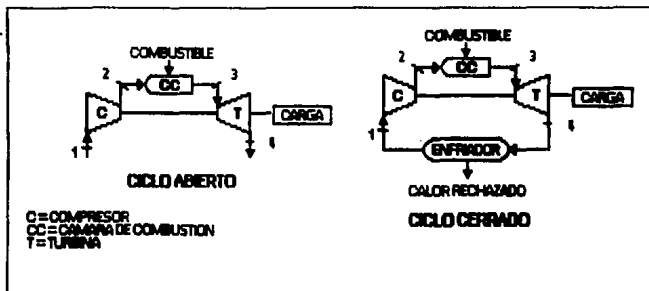 COMBUSTIBLE
2
CC
3
C
T
CARGA
1
4
CICLO ABIERTO
C=COMPRESOR
CC=CAMARA DE COMBUSTION
T=TURBINA
COMBUSTIBLE
2
CC
3
C
T
CARGA
1
4
ENFRIADOR
CALOR RECHAZADO
CICLO CERRADO